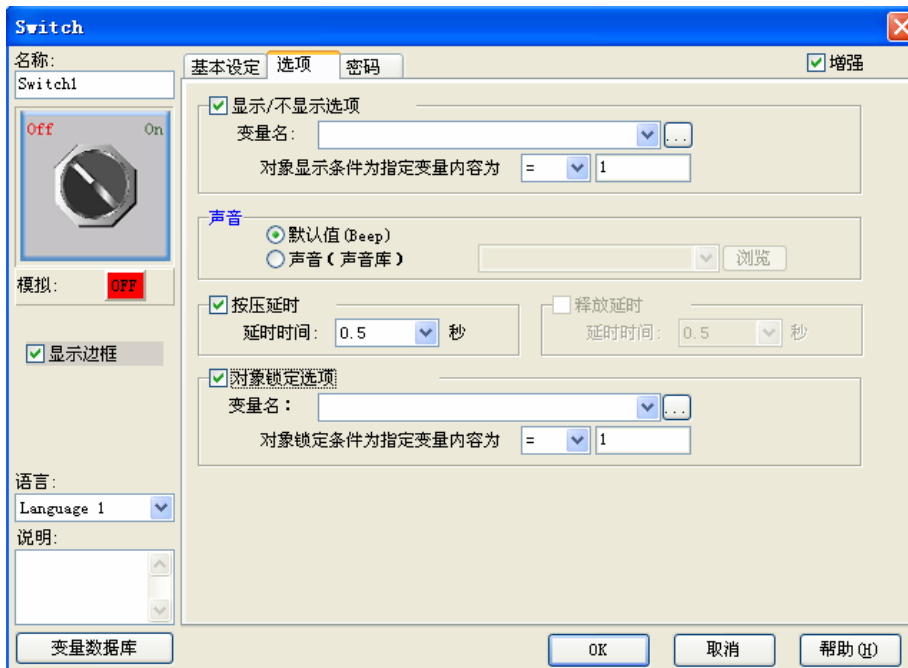 Switch
名称:
Switch1
Off On
模拟: OFF
显示边框
语言:
Language 1
说明:
变量数据库
基本设定 选项 密码 增强
显示/不显示选项
变量名: ...
对象显示条件为指定变量内容为 = 1
声音
默认值(Beep)
声音(声音库) 浏览
按压延时
延时时间: 0.5 秒
释放延时
延时时间: 0.5 秒
对象锁定选项
变量名： ...
对象锁定条件为指定变量内容为 = 1
OK 取消 帮助(H)